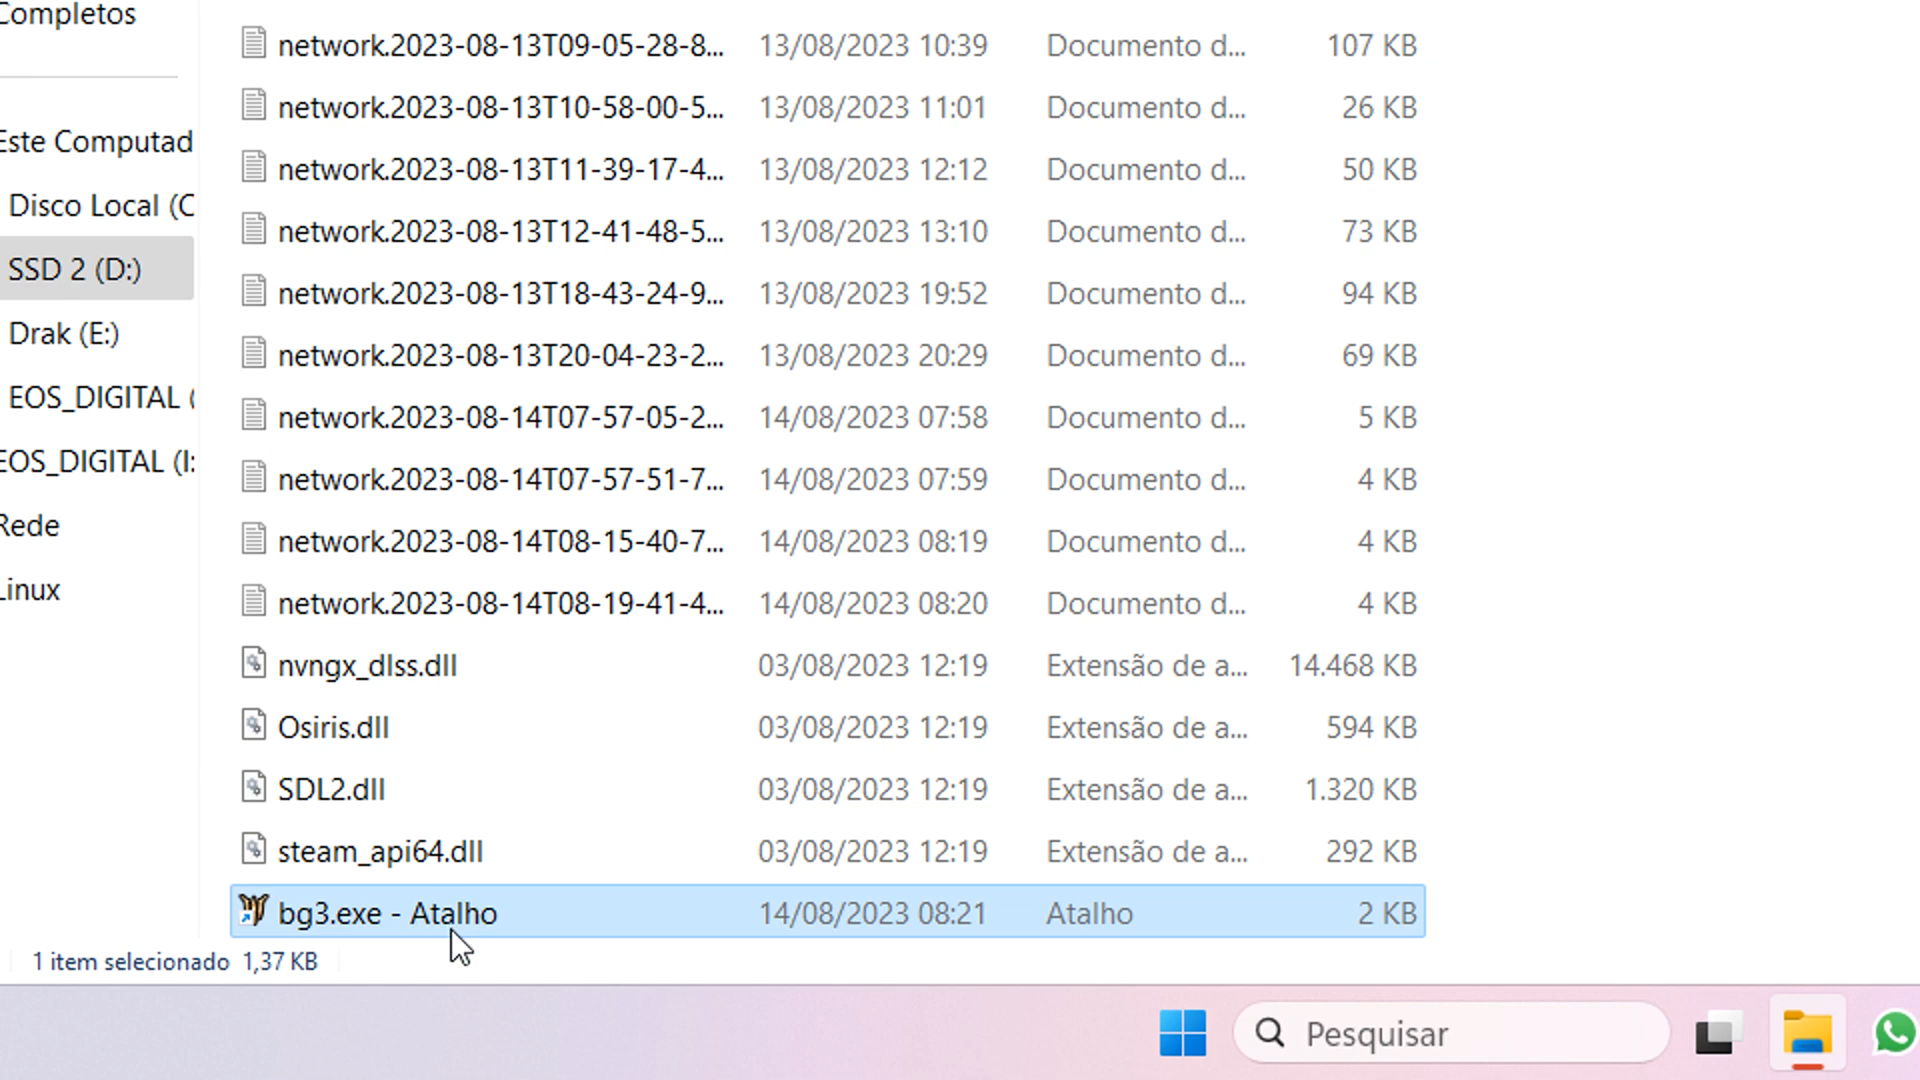 Completos
Este Computad
Disco Local (C
SSD 2 (D:)
Drak (E:)
EOS_DIGITAL (
EOS_DIGITAL (I:
Rede
Linux
network.2023-08-13T09-05-28-8... 13/08/2023 10:39 Documento d... 107 KB
network.2023-08-13T10-58-00-5... 13/08/2023 11:01 Documento d... 26 KB
network.2023-08-13T11-39-17-4... 13/08/2023 12:12 Documento d... 50 KB
network.2023-08-13T12-41-48-5... 13/08/2023 13:10 Documento d... 73 KB
network.2023-08-13T18-43-24-9... 13/08/2023 19:52 Documento d... 94 KB
network.2023-08-13T20-04-23-2... 13/08/2023 20:29 Documento d... 69 KB
network.2023-08-14T07-57-05-2... 14/08/2023 07:58 Documento d... 5 KB
network.2023-08-14T07-57-51-7... 14/08/2023 07:59 Documento d... 4 KB
network.2023-08-14T08-15-40-7... 14/08/2023 08:19 Documento d... 4 KB
network.2023-08-14T08-19-41-4... 14/08/2023 08:20 Documento d... 4 KB
nvngx_dlss.dll 03/08/2023 12:19 Extensão de a... 14.468 KB
Osiris.dll 03/08/2023 12:19 Extensão de a... 594 KB
SDL2.dll 03/08/2023 12:19 Extensão de a... 1.320 KB
steam_api64.dll 03/08/2023 12:19 Extensão de a... 292 KB
bg3.exe - Atalho 14/08/2023 08:21 Atalho 2 KB
1 item selecionado 1,37 KB
Pesquisar